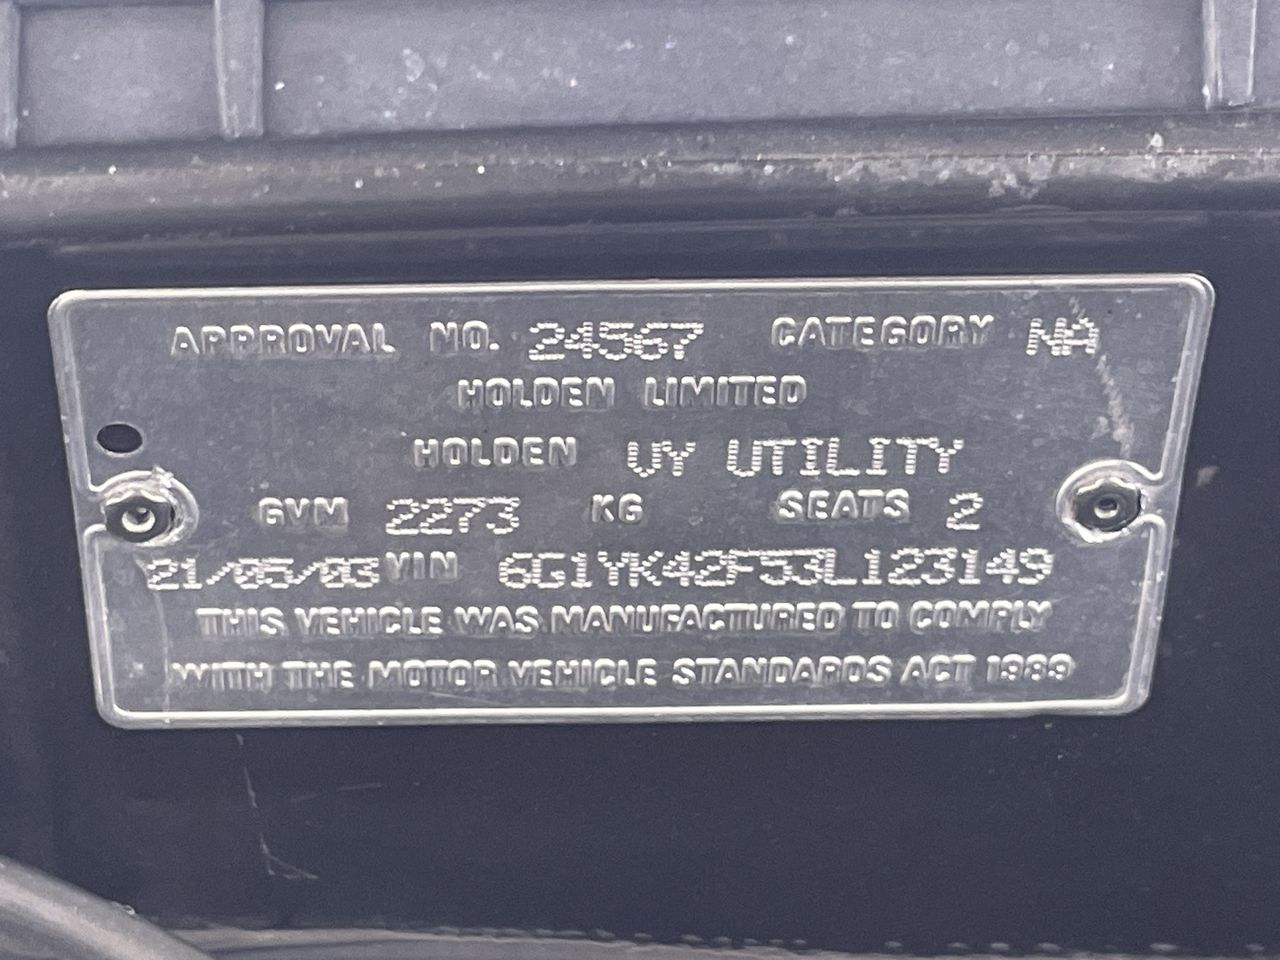 APPROVAL NO. 24567 CATEGORY NA
HOLDEN LIMITED
HOLDEN VY UTILITY
GVM 2273 KG SEATS 2
21/05/03 VIN 6G1YK42F53L123149
THIS VEHICLE WAS MANUFACTURED TO COMPLY
WITH THE MOTOR VEHICLE STANDARDS ACT 1989